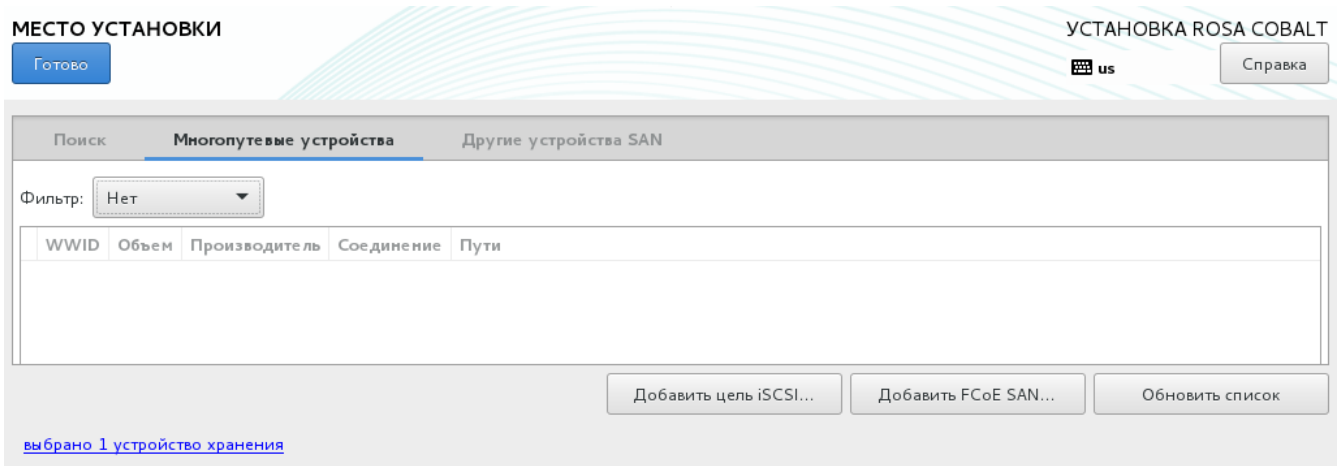 МЕСТО УСТАНОВКИ
УСТАНОВКА ROSA COBALT
Готово
us
Справка
Поиск
Многопутевые устройства
Другие устройства SAN
Фильтр:
Нет
WWID Объем Производитель Соединение Пути
Добавить цель iSCSI...
Добавить FCoE SAN...
Обновить список
выбрано 1 устройство хранения